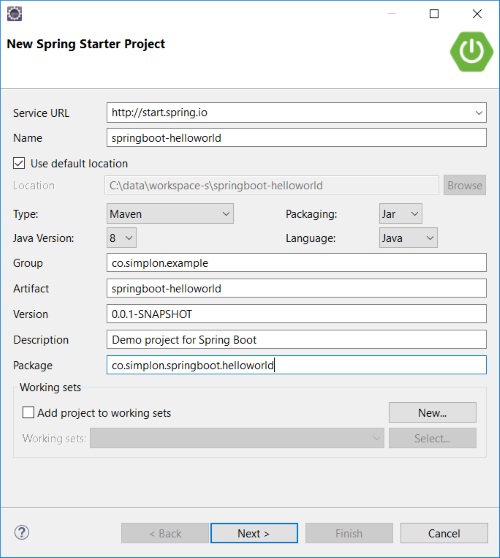 New Spring Starter Project
Service URL http://start.spring.io
Name springboot-helloworld
Use default location
Location C:\data\workspace-s\springboot-helloworld Browse
Type: Maven Packaging: Jar
Java Version: 8 Language: Java
Group co.simplon.example
Artifact springboot-helloworld
Version 0.0.1-SNAPSHOT
Description Demo project for Spring Boot
Package co.simplon.springboot.helloworld
Working sets
Add project to working sets New...
Working sets: Select...
? < Back Next > Finish Cancel